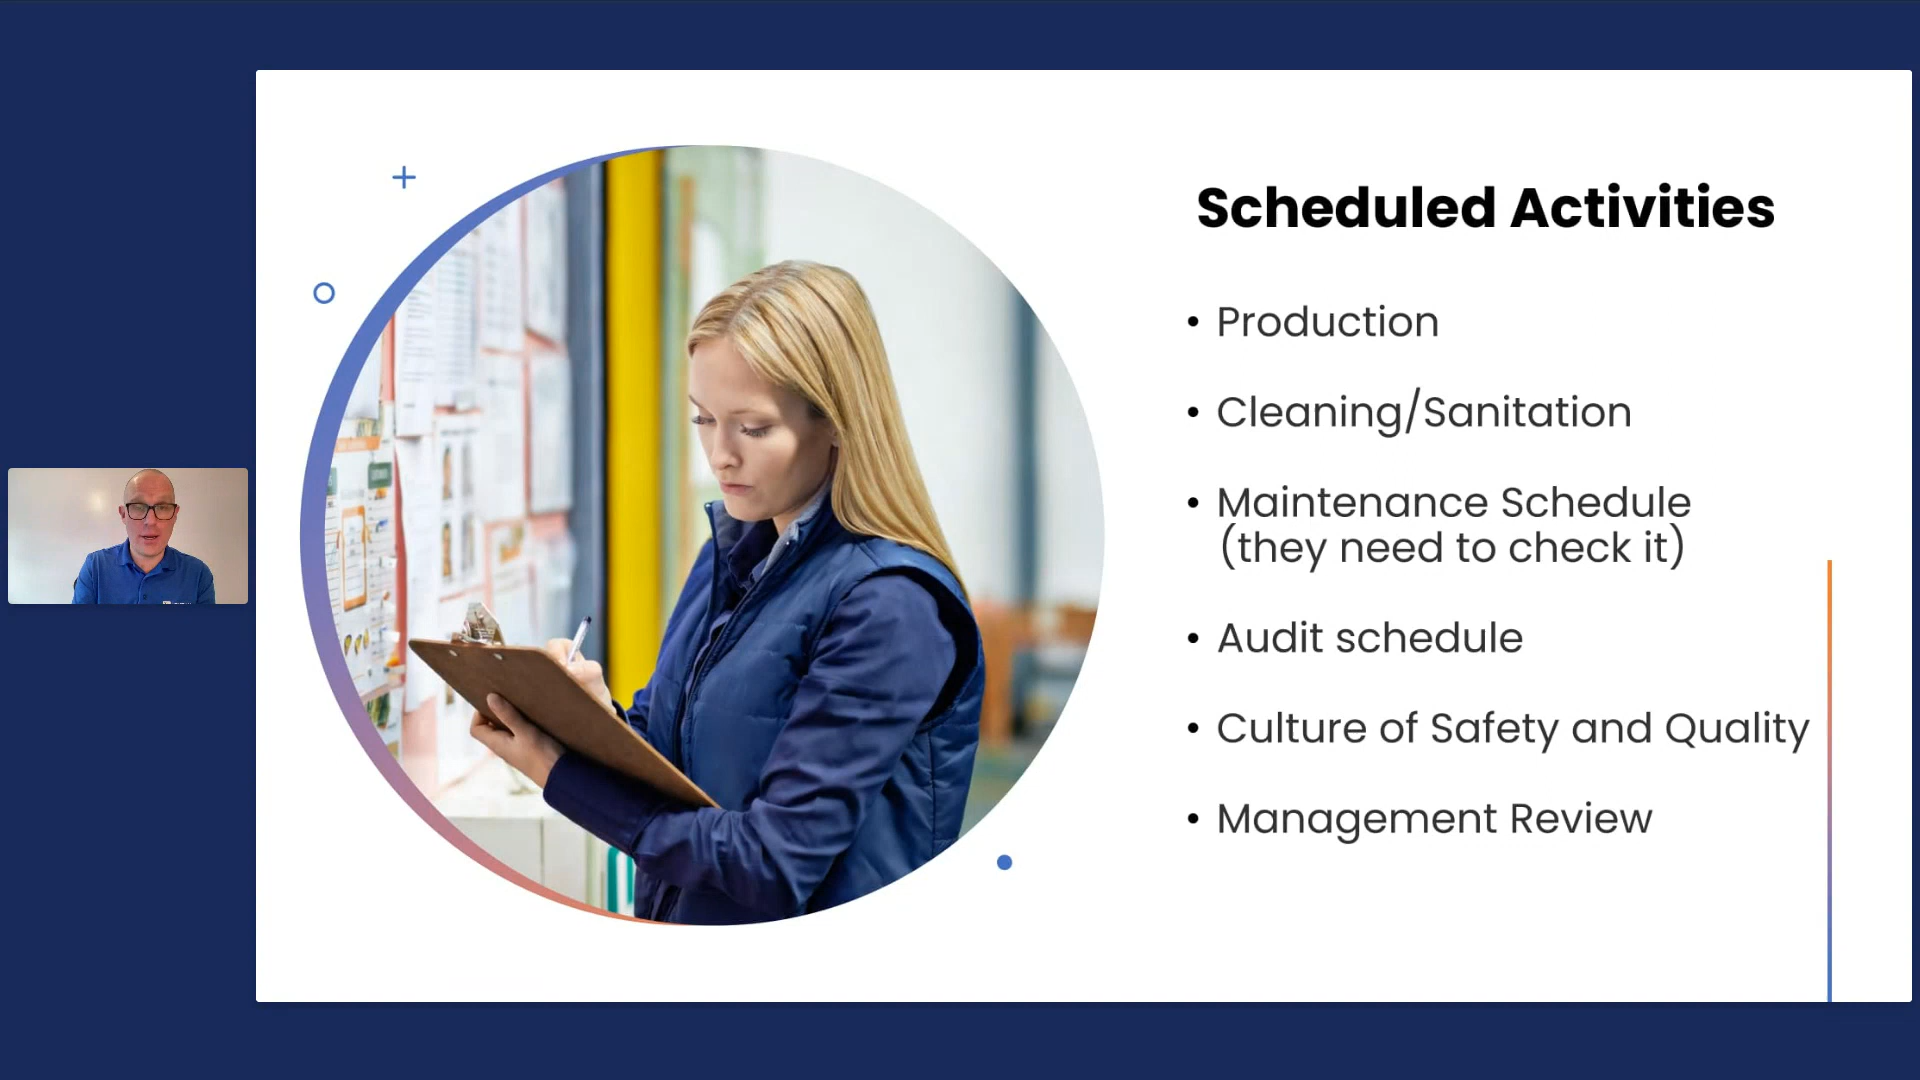 Scheduled Activities
• Production
• Cleaning/Sanitation
• Maintenance Schedule
(they need to check it)
• Audit schedule
• Culture of Safety and Quality
• Management Review